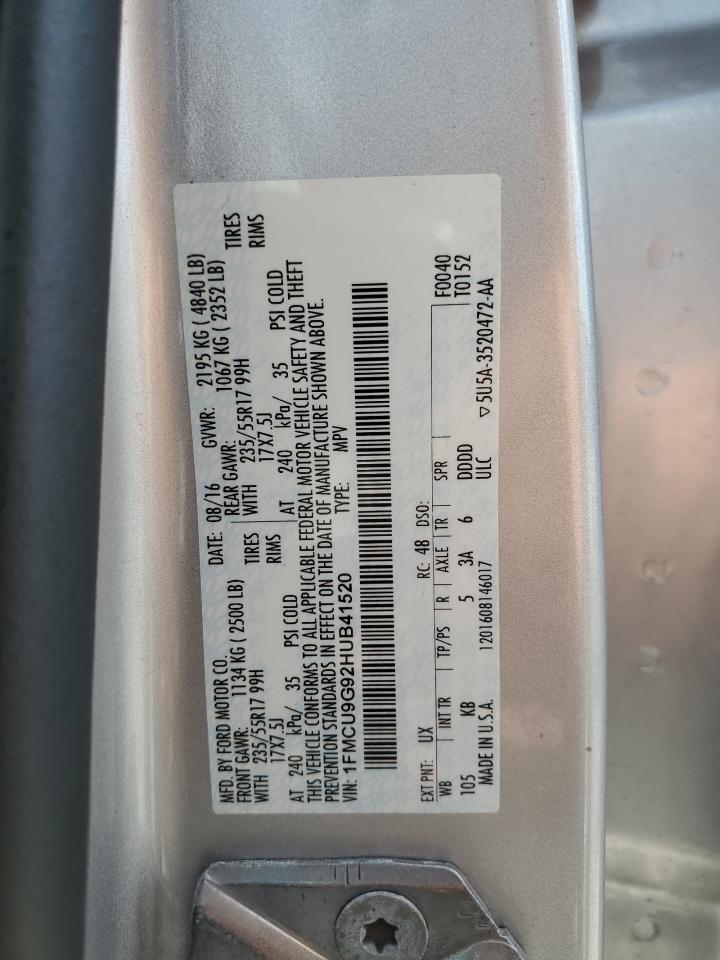 MFD. BY FORD MOTOR CO. DATE: 08/16 GVWR: 2195 KG ( 4840 LB)
FRONT GAWR: 1134 KG ( 2500 LB) REAR GAWR: 1067 KG ( 2352 LB)
WITH 235/55R17 99H TIRES WITH 235/55R17 99H TIRES
17X7.5J RIMS 17X7.5J RIMS
AT 240 kPa/ 35 PSI COLD AT 240 kPa/ 35 PSI COLD
THIS VEHICLE CONFORMS TO ALL APPLICABLE FEDERAL MOTOR VEHICLE SAFETY AND THEFT
PREVENTION STANDARDS IN EFFECT ON THE DATE OF MANUFACTURE SHOWN ABOVE.
VIN: 1FMCU9G92HUB41520 TYPE: MPV
EXT PNT: UX RC: 48 DSO: F0040
WB INT TR TP/PS R AXLE TR SPR T0152
105 KB 5 3A 6 DDDD
MADE IN U.S.A. 1201608146017 ULC ▽5U5A-3520472-AA